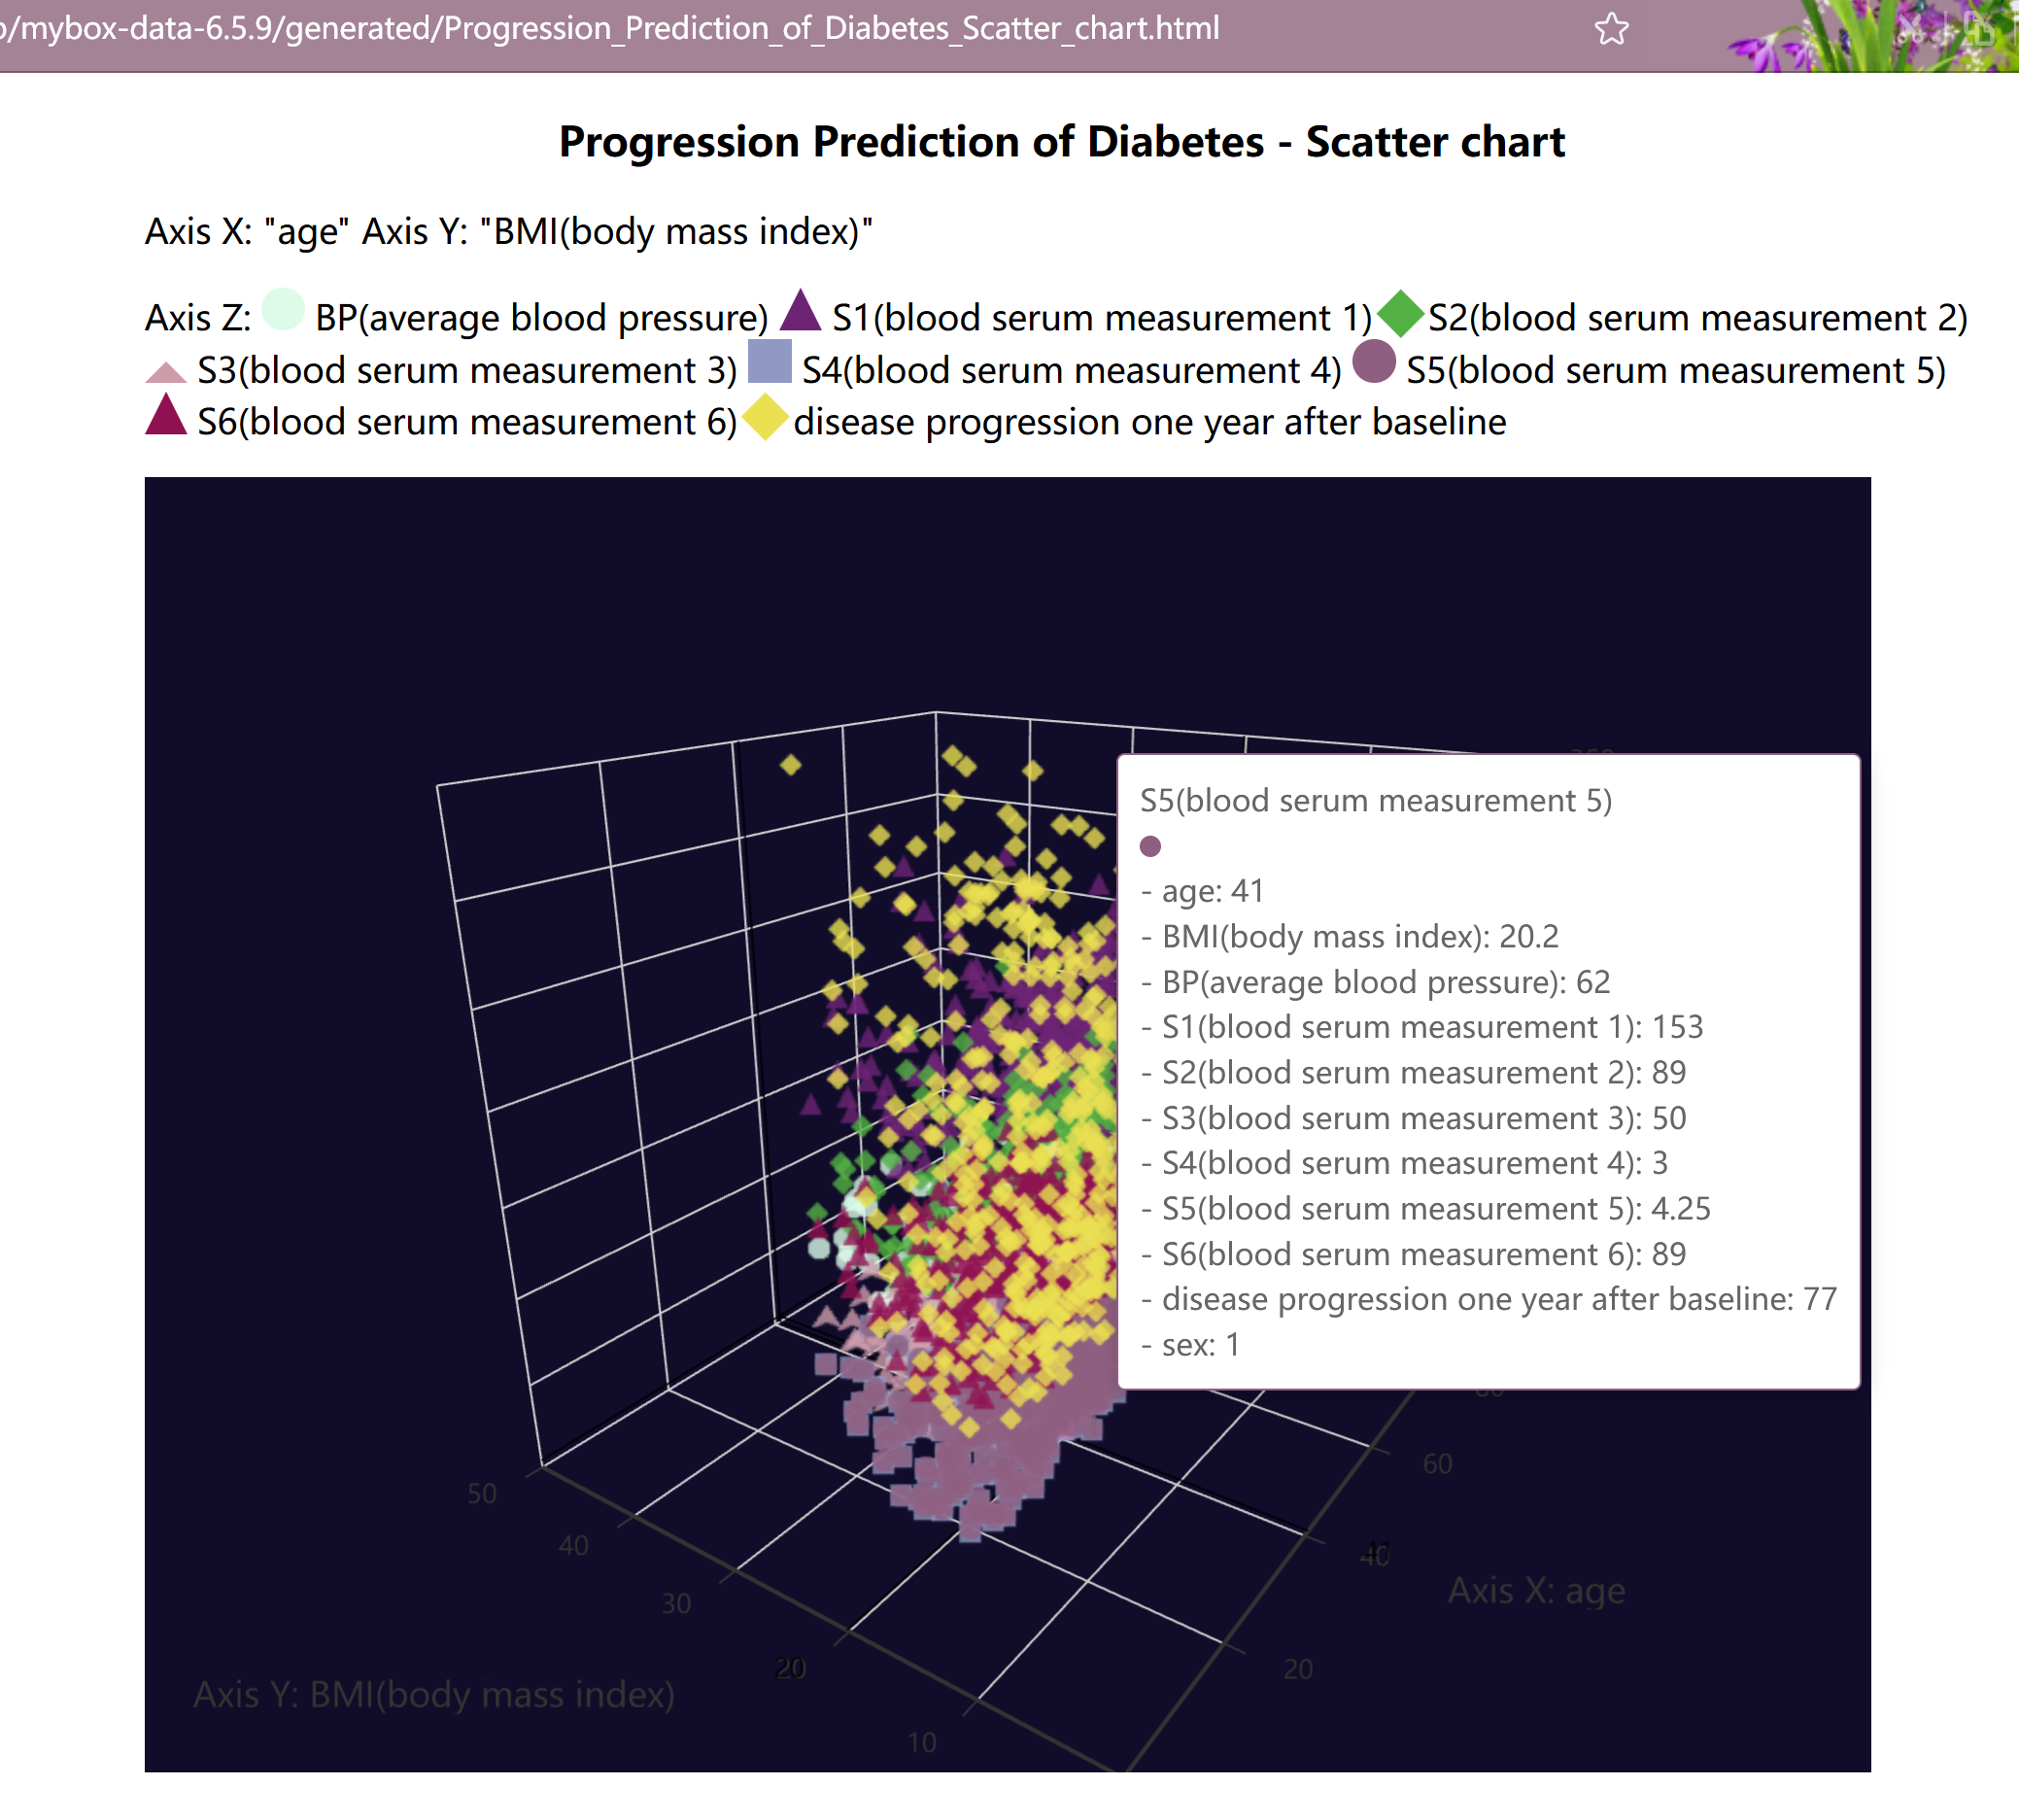 /mybox-data-6.5.9/generated/Progression_Prediction_of_Diabetes_Scatter_chart.html
Progression Prediction of Diabetes - Scatter chart
Axis X: "age" Axis Y: "BMI(body mass index)"
Axis Z: BP(average blood pressure) S1(blood serum measurement 1) S2(blood serum measurement 2)
S3(blood serum measurement 3) S4(blood serum measurement 4) S5(blood serum measurement 5)
S6(blood serum measurement 6) disease progression one year after baseline
S5(blood serum measurement 5)
- age: 41
- BMI(body mass index): 20.2
- BP(average blood pressure): 62
- S1(blood serum measurement 1): 153
- S2(blood serum measurement 2): 89
- S3(blood serum measurement 3): 50
- S4(blood serum measurement 4): 3
- S5(blood serum measurement 5): 4.25
- S6(blood serum measurement 6): 89
- disease progression one year after baseline: 77
- sex: 1
60
50
40
30
20
10
20
Axis X: age
Axis Y: BMI(body mass index)